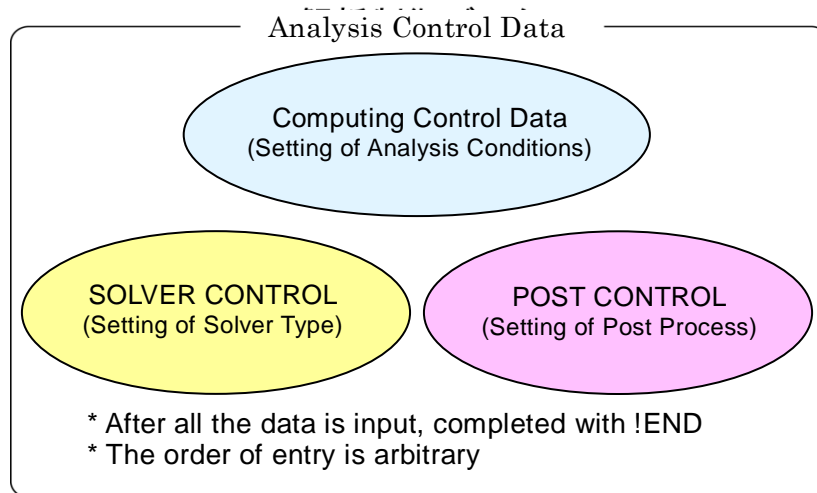 Analysis Control Data
Computing Control Data
(Setting of Analysis Conditions)
SOLVER CONTROL
(Setting of Solver Type)
POST CONTROL
(Setting of Post Process)
* After all the data is input, completed with !END
* The order of entry is arbitrary